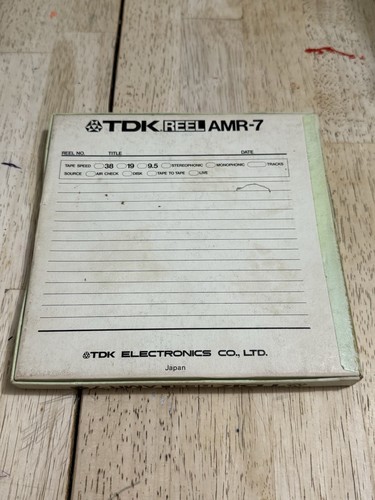 TDK REEL AMR-7
REEL NO. TITLE DATE
TAPE SPEED 38 19 9.5 STEREOPHONIC MONOPHONIC TRACKS
SOURCE AIR CHECK DISK TAPE TO TAPE LIVE
TDK ELECTRONICS CO., LTD.
Japan